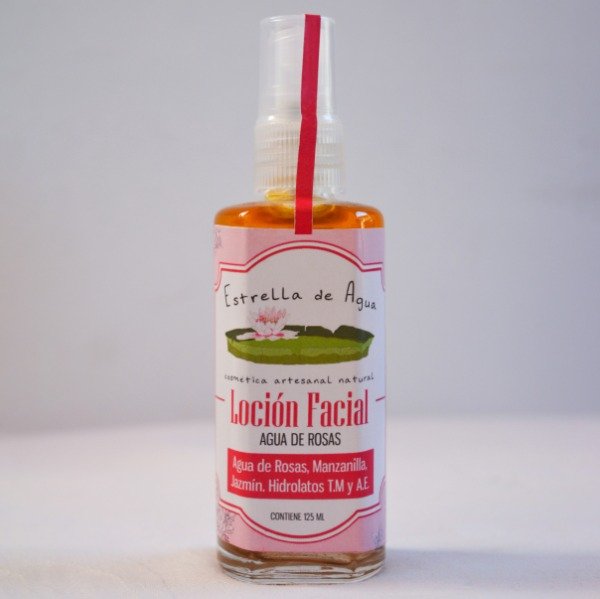 Estrella de Agua
cosmetica artesanal natural
Loción Facial
AGUA DE ROSAS
Agua de Rosas, Manzanilla,
Jazmín. Hidrolatos T.M y A.E.
CONTIENE 125 ML